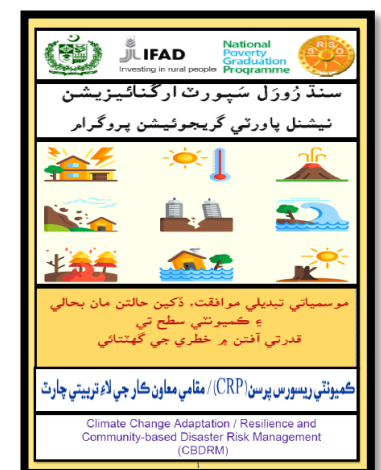 IFAD
Investing in rural people
National
Poverty
Graduation
Programme
SRSO
سنڌ رُورَل سَپورٽ آرگنائيزيشن
نيشنل پاورٽي گريجوئيشن پروگرام
موسمياتي تبديلي موافقت، ڏکين حالتن مان بحالي
۽ ڪميونٽي سطح تي
قدرتي آفتن ۾ خطري جي گهٽتائي
ڪميونٽي ريسورس پرسن (CRP) / مقامي معاون ڪار جي لاءِ تربيتي چارٽ
Climate Change Adaptation / Resilience and
Community-based Disaster Risk Management
(CBDRM)
1